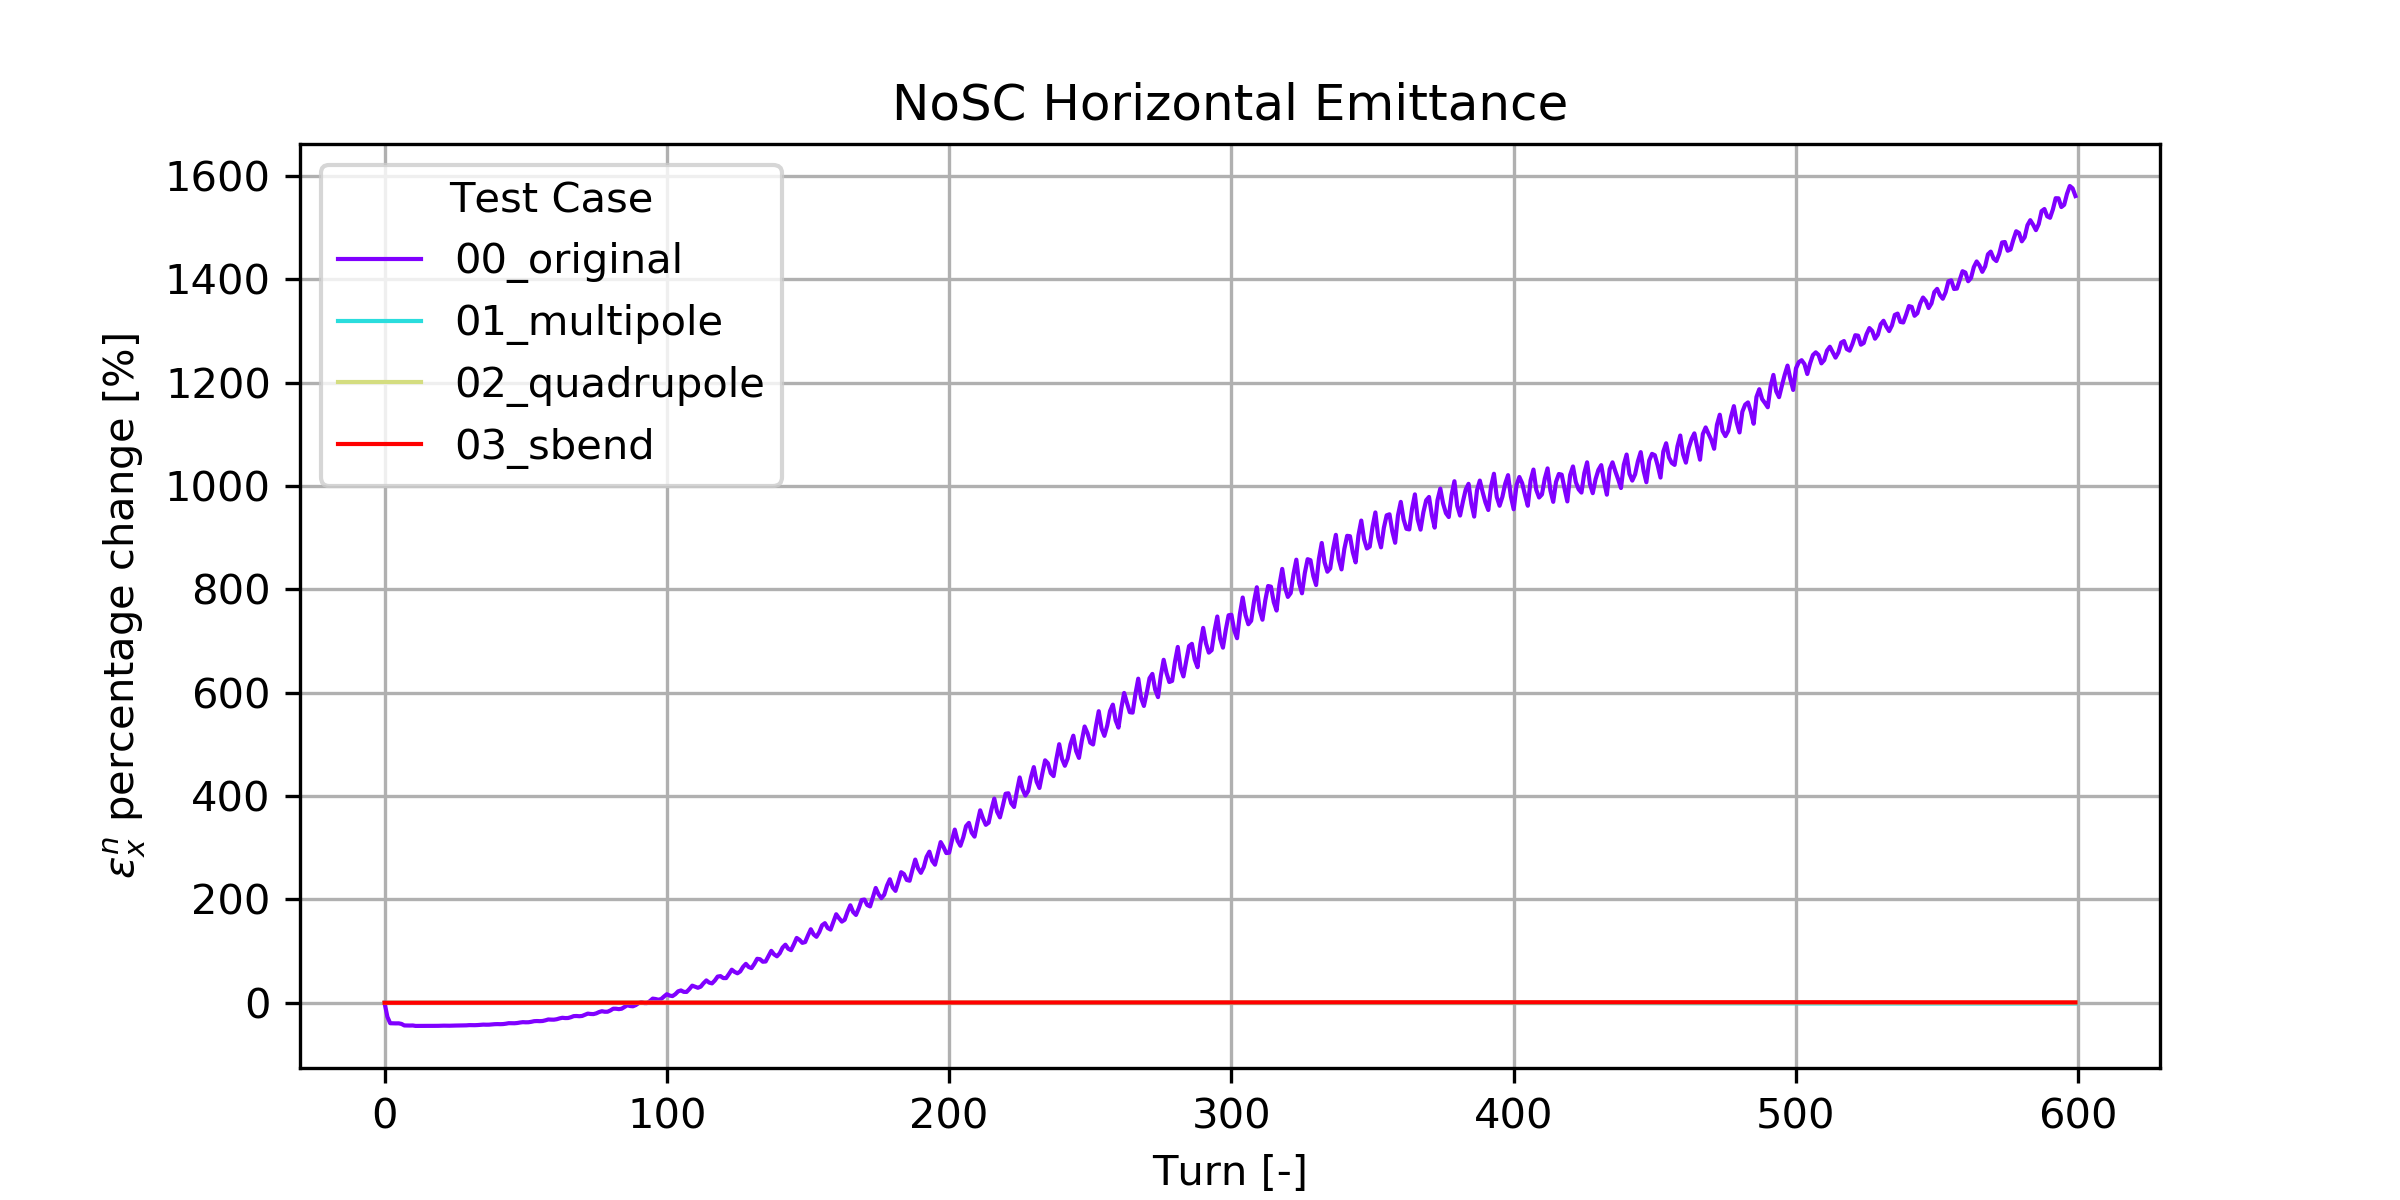 NoSC Horizontal Emittance
1600
1400
1200
1000
800
600
400
200
0
Test Case
00_original
01_multipole
02_quadrupole
03_sbend
ε_x^n percentage change [%]
0 100 200 300 400 500 600
Turn [-]